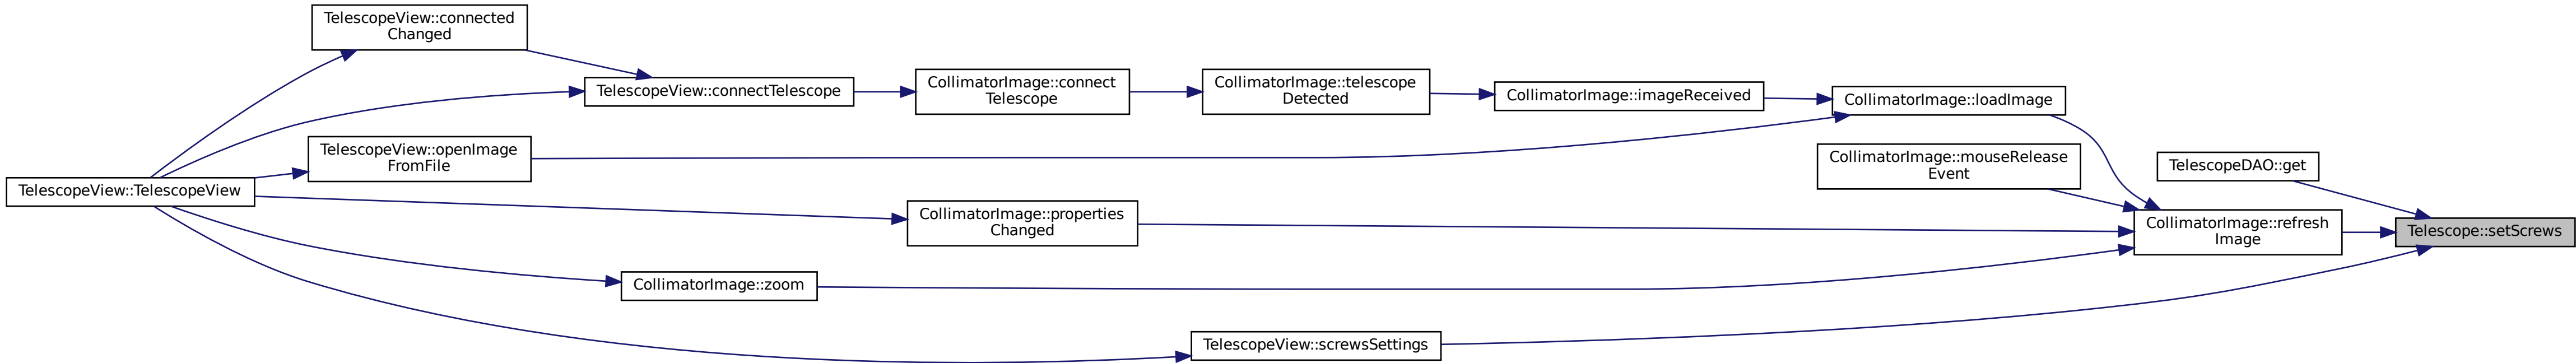 TelescopeView::connected
Changed
CollimatorImage::connect
Telescope
CollimatorImage::telescope
Detected
TelescopeView::connectTelescope
CollimatorImage::imageReceived
CollimatorImage::loadImage
TelescopeView::openImage
FromFile
CollimatorImage::mouseRelease
Event
TelescopeDAO::get
TelescopeView::TelescopeView
CollimatorImage::properties
Changed
CollimatorImage::refresh
Image
Telescope::setScrews
CollimatorImage::zoom
TelescopeView::screwsSettings